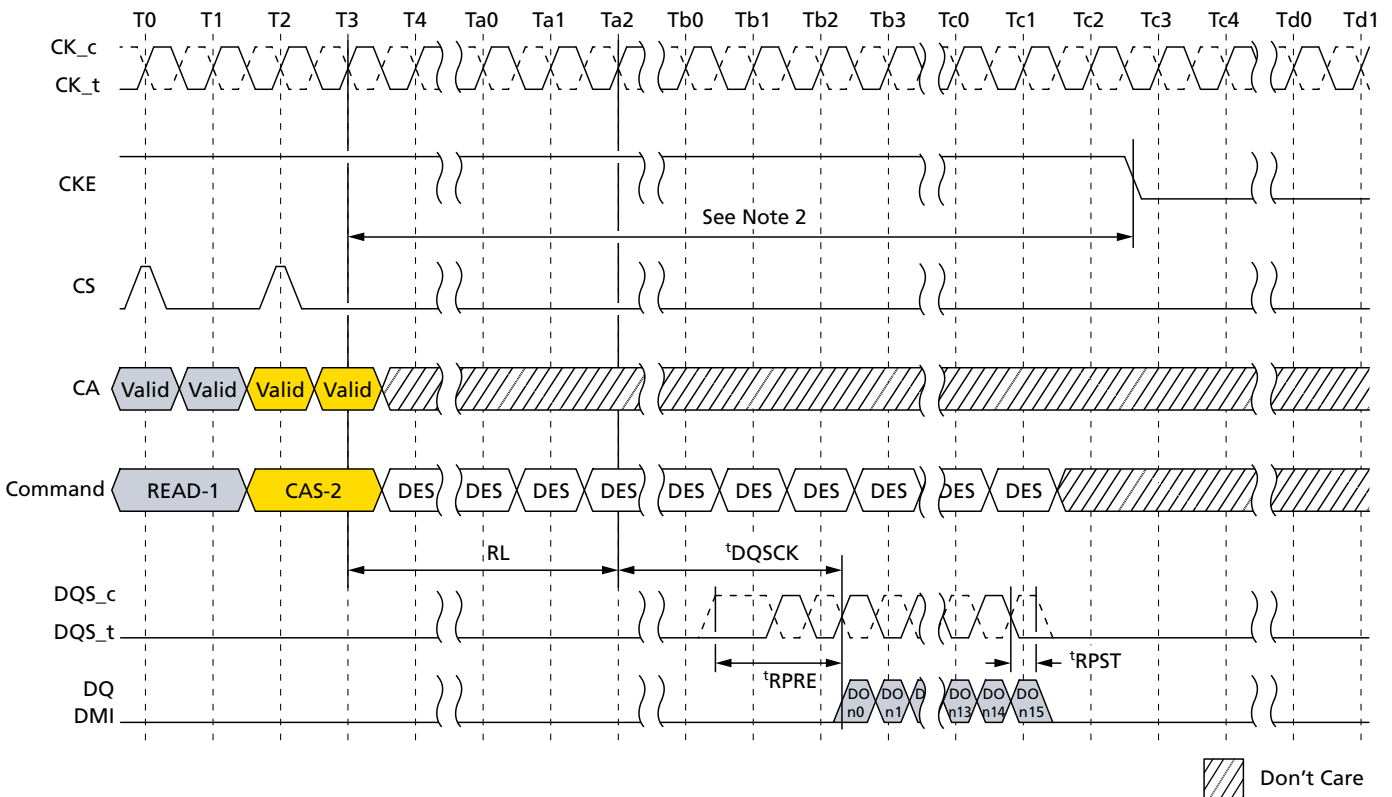 T0 T1 T2 T3 T4 Ta0 Ta1 Ta2 Tb0 Tb1 Tb2 Tb3 Tc0 Tc1 Tc2 Tc3 Tc4 Td0 Td1
CK_c
CK_t
CKE
See Note 2
CS
CA Valid Valid Valid Valid
Command READ-1 CAS-2 DES DES DES DES DES DES DES DES DES DES
RL tDQSCK
DQS_c
DQS_t
tRPRE tRPST
DQ
DMI
DO n0
DO n1
D
DO n13
DO n14
DO n15
Don't Care